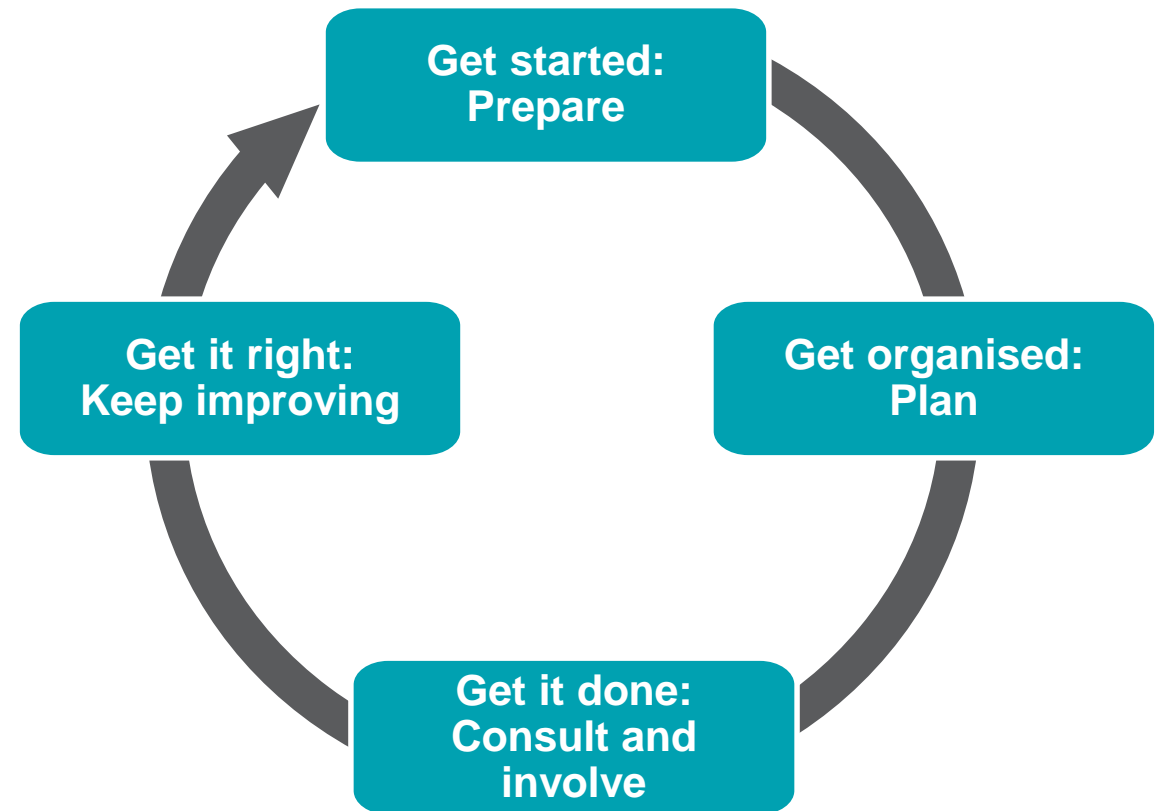 Get started:
Prepare
Get organised:
Plan
Get it done:
Consult and
involve
Get it right:
Keep improving